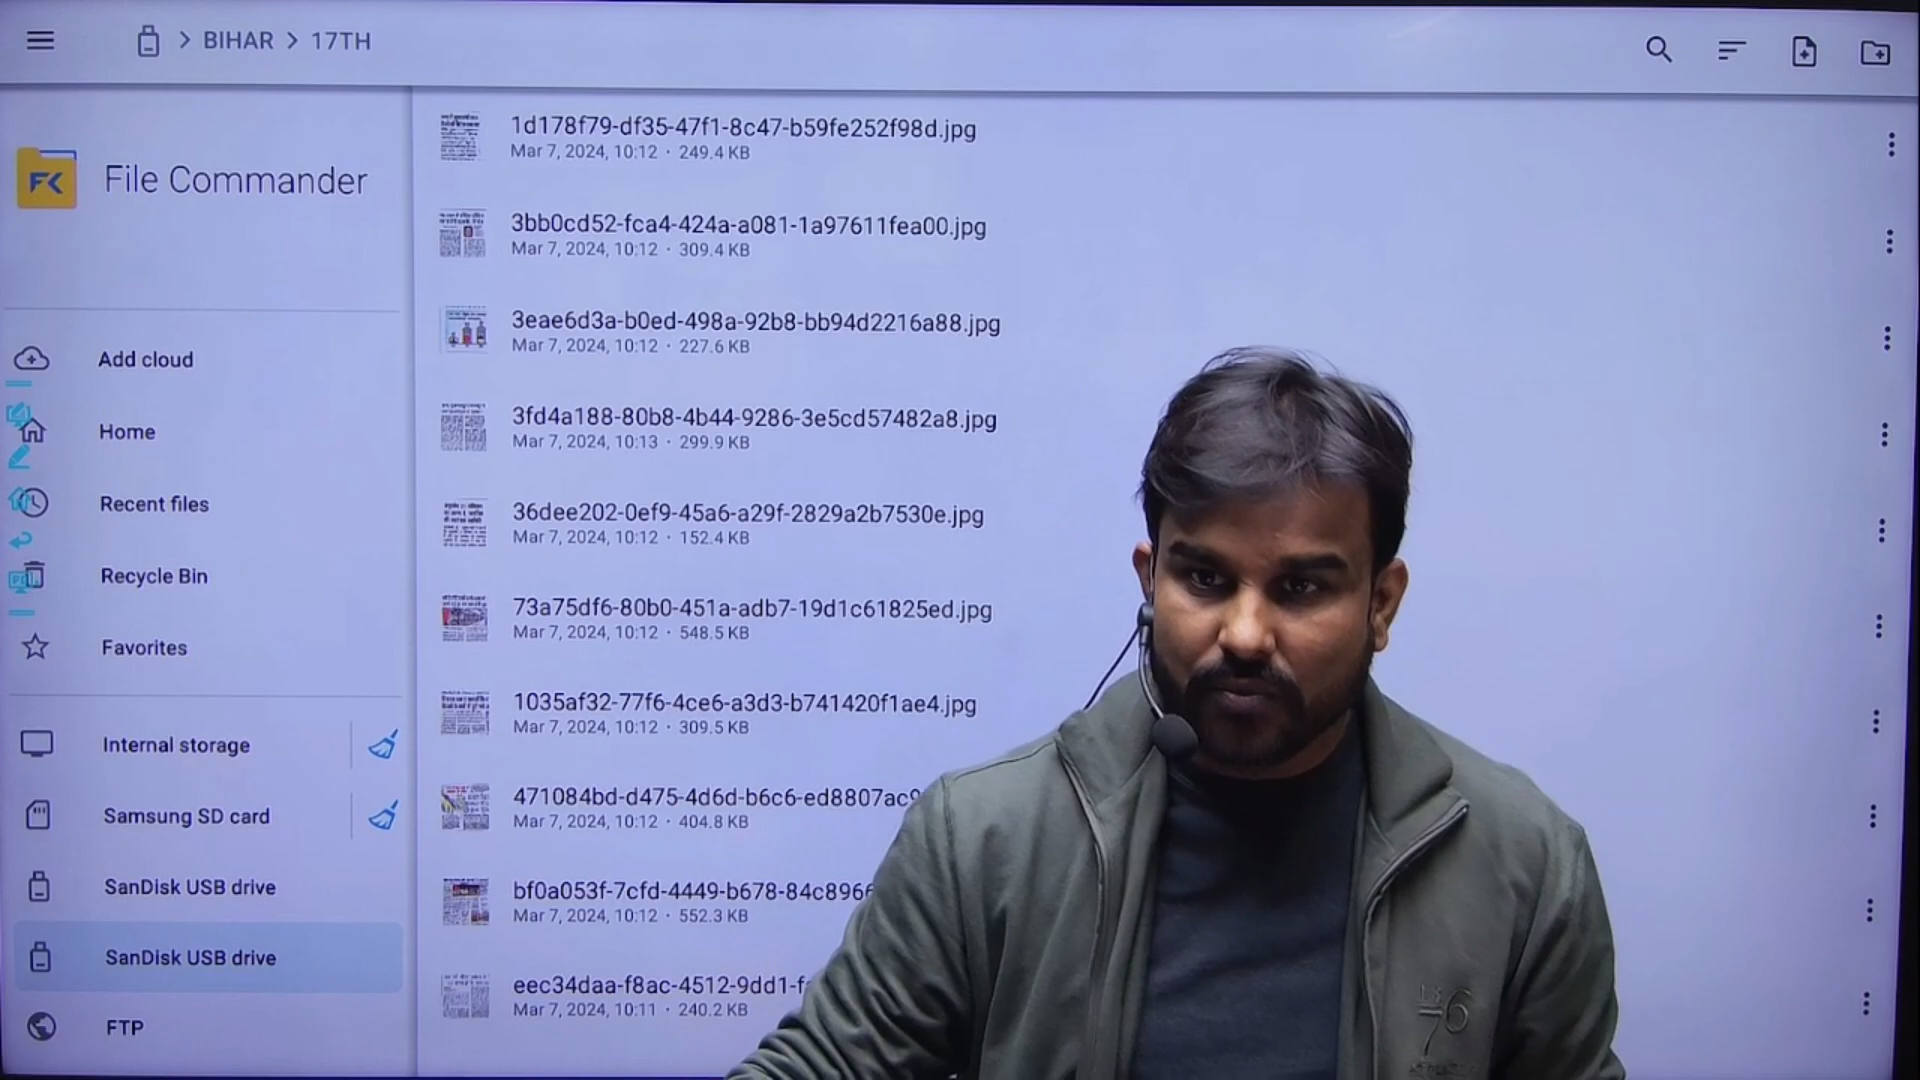 BIHAR > 17TH
File Commander
Add cloud
Home
Recent files
Recycle Bin
Favorites
Internal storage
Samsung SD card
SanDisk USB drive
SanDisk USB drive
FTP
1d178f79-df35-47f1-8c47-b59fe252f98d.jpg
Mar 7, 2024, 10:12 · 249.4 KB
3bb0cd52-fca4-424a-a081-1a97611fea00.jpg
Mar 7, 2024, 10:12 · 309.4 KB
3eae6d3a-b0ed-498a-92b8-bb94d2216a88.jpg
Mar 7, 2024, 10:12 · 227.6 KB
3fd4a188-80b8-4b44-9286-3e5cd57482a8.jpg
Mar 7, 2024, 10:13 · 299.9 KB
36dee202-0ef9-45a6-a29f-2829a2b7530e.jpg
Mar 7, 2024, 10:12 · 152.4 KB
73a75df6-80b0-451a-adb7-19d1c61825ed.jpg
Mar 7, 2024, 10:12 · 548.5 KB
1035af32-77f6-4ce6-a3d3-b741420f1ae4.jpg
Mar 7, 2024, 10:12 · 309.5 KB
471084bd-d475-4d6d-b6c6-ed8807ac9
Mar 7, 2024, 10:12 · 404.8 KB
bf0a053f-7cfd-4449-b678-84c8966
Mar 7, 2024, 10:12 · 552.3 KB
eec34daa-f8ac-4512-9dd1-f
Mar 7, 2024, 10:11 · 240.2 KB